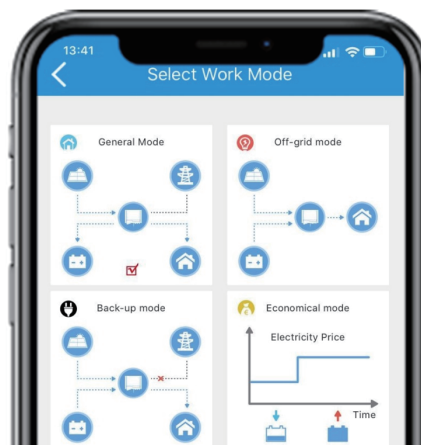 13:41
Select Work Mode
General Mode
Off-grid mode
Back-up mode
Economical mode
Electricity Price
Time